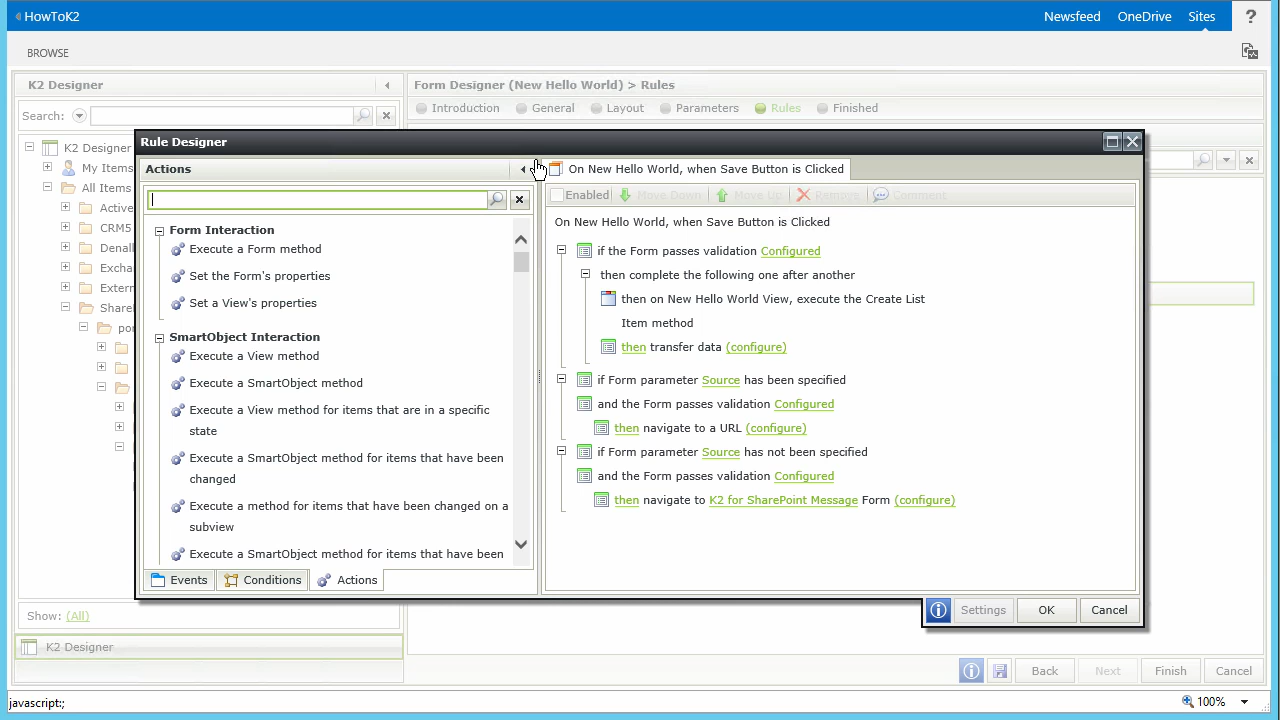 HowToK2
Newsfeed OneDrive Sites ?
BROWSE
K2 Designer
Form Designer (New Hello World) > Rules
Search:
Introduction General Layout Parameters Rules Finished
K2 Designer
My Items
All Items
Active
CRM5
Denall
Excha
Extern
Share
po
Rule Designer
Actions
Form Interaction
Execute a Form method
Set the Form's properties
Set a View's properties
SmartObject Interaction
Execute a View method
Execute a SmartObject method
Execute a View method for items that are in a specific
state
Execute a SmartObject method for items that have been
changed
Execute a method for items that have been changed on a
subview
Execute a SmartObject method for items that have been
Events Conditions Actions
On New Hello World, when Save Button is Clicked
Enabled Move Down Move Up Remove Comment
On New Hello World, when Save Button is Clicked
if the Form passes validation Configured
then complete the following one after another
then on New Hello World View, execute the Create List
Item method
then transfer data (configure)
if Form parameter Source has been specified
and the Form passes validation Configured
then navigate to a URL (configure)
if Form parameter Source has not been specified
and the Form passes validation Configured
then navigate to K2 for SharePoint Message Form (configure)
Settings OK Cancel
Show: (All)
K2 Designer
Back Next Finish Cancel
javascript:;
100%